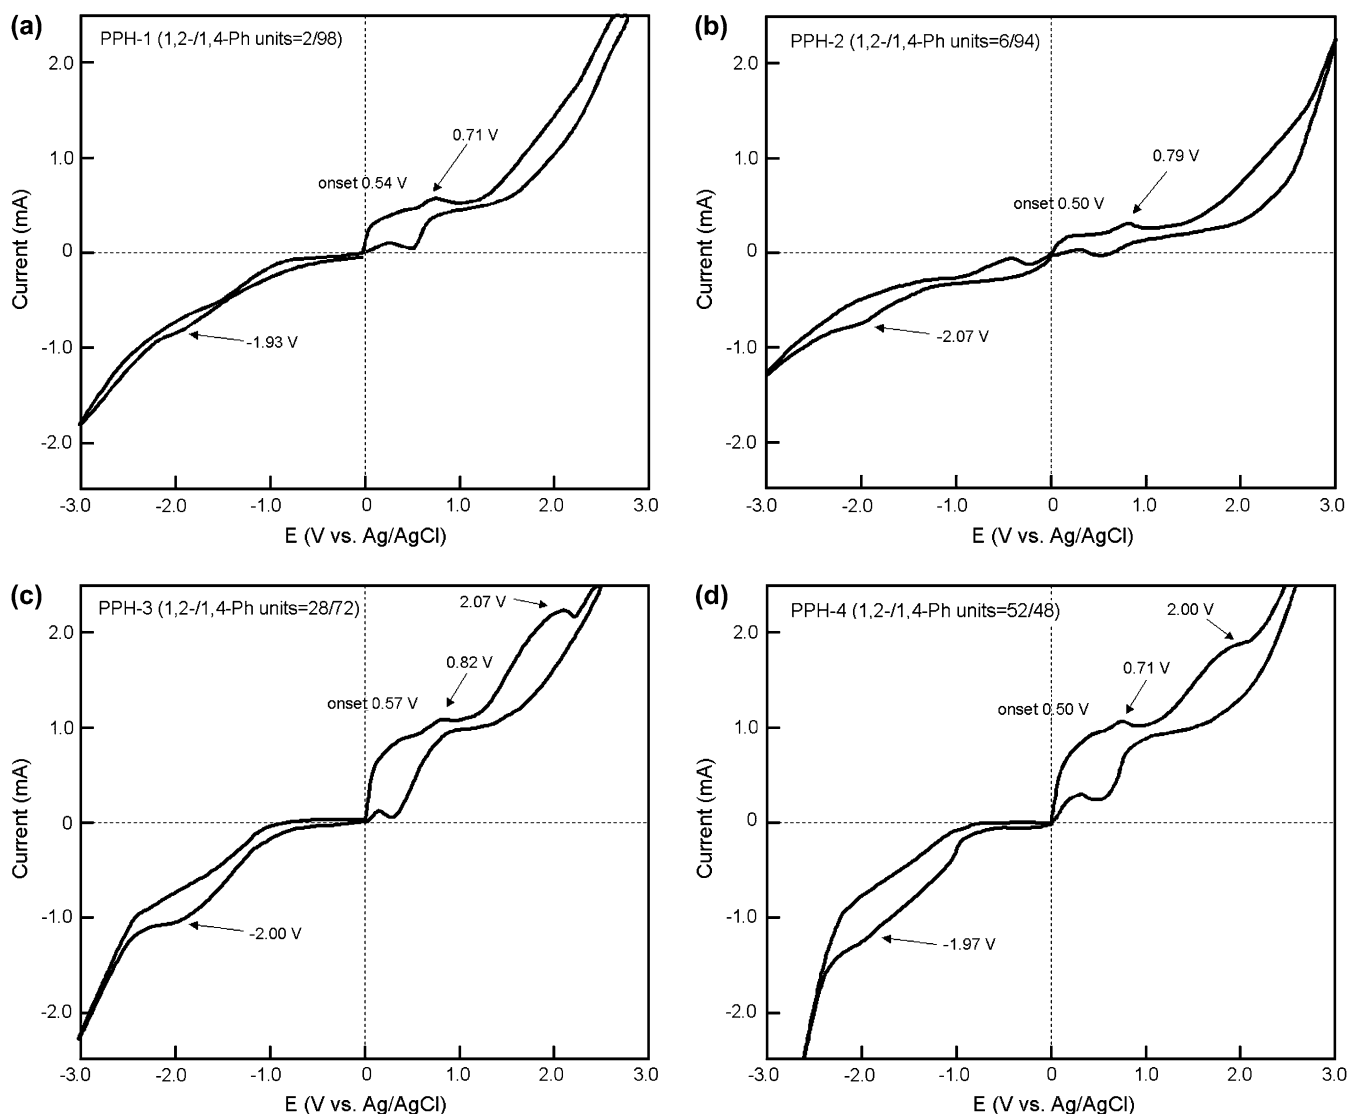 (a)
PPH-1 (1,2-/1,4-Ph units=2/98)
2.0
1.0
0
-1.0
-2.0
Current (mA)
0.71 V
onset 0.54 V
-1.93 V
-3.0 -2.0 -1.0 0 1.0 2.0 3.0
E (V vs. Ag/AgCl)
(b)
PPH-2 (1,2-/1,4-Ph units=6/94)
2.0
1.0
0
-1.0
-2.0
Current (mA)
0.79 V
onset 0.50 V
-2.07 V
-3.0 -2.0 -1.0 0 1.0 2.0 3.0
E (V vs. Ag/AgCl)
(c)
PPH-3 (1,2-/1,4-Ph units=28/72)
2.0
1.0
0
-1.0
-2.0
Current (mA)
2.07 V
0.82 V
onset 0.57 V
-2.00 V
-3.0 -2.0 -1.0 0 1.0 2.0 3.0
E (V vs. Ag/AgCl)
(d)
PPH-4 (1,2-/1,4-Ph units=52/48)
2.0
1.0
0
-1.0
-2.0
Current (mA)
2.00 V
0.71 V
onset 0.50 V
-1.97 V
-3.0 -2.0 -1.0 0 1.0 2.0 3.0
E (V vs. Ag/AgCl)